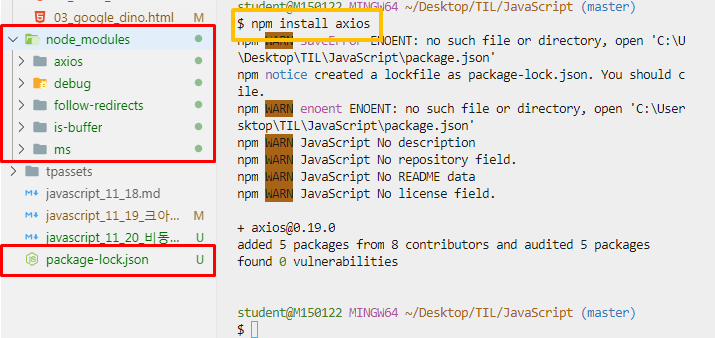 03_google_dino.html
node_modules
axios
debug
follow-redirects
is-buffer
ms
tpassets
javascript_11_18.md
javascript_11_19_크아... M
javascript_11_20_비동... U
package-lock.json U
student@M150122 MINGW64 ~/Desktop/TIL/JavaScript (master)
$ npm install axios
npm WARN saveError ENOENT: no such file or directory, open 'C:\U
\Desktop\TIL\JavaScript\package.json'
npm notice created a lockfile as package-lock.json. You should c
ile.
npm WARN enoent ENOENT: no such file or directory, open 'C:\User
sktop\TIL\JavaScript\package.json'
npm WARN JavaScript No description
npm WARN JavaScript No repository field.
npm WARN JavaScript No README data
npm WARN JavaScript No license field.
+ axios@0.19.0
added 5 packages from 8 contributors and audited 5 packages
found 0 vulnerabilities
student@M150122 MINGW64 ~/Desktop/TIL/JavaScript (master)
$